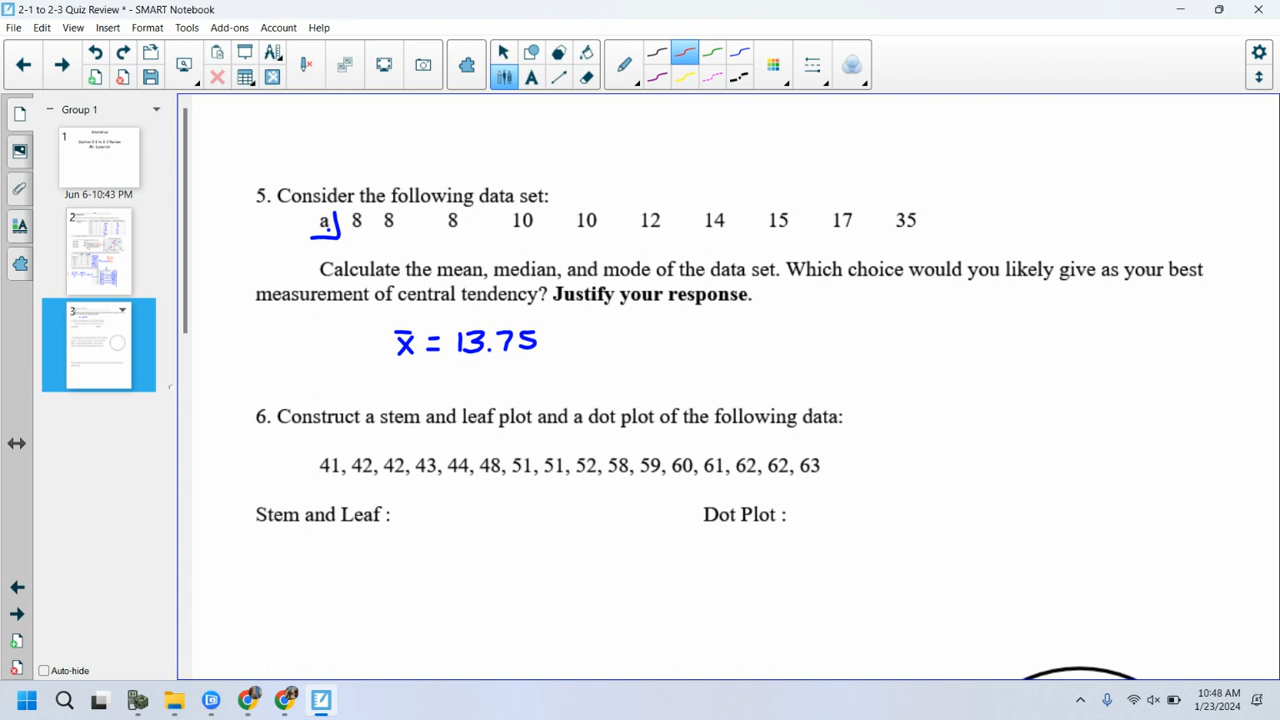 2-1 to 2-3 Quiz Review * - SMART Notebook
File Edit View Insert Format Tools Add-ons Account Help
Group 1
1
Jun 6-10:43 PM
2
3
Auto-hide
5. Consider the following data set:
a. 8 8 8 10 10 12 14 15 17 35
Calculate the mean, median, and mode of the data set. Which choice would you likely give as your best
measurement of central tendency? Justify your response.
x̄ = 13.75
6. Construct a stem and leaf plot and a dot plot of the following data:
41, 42, 42, 43, 44, 48, 51, 51, 52, 58, 59, 60, 61, 62, 62, 63
Stem and Leaf : Dot Plot :
10:48 AM
1/23/2024